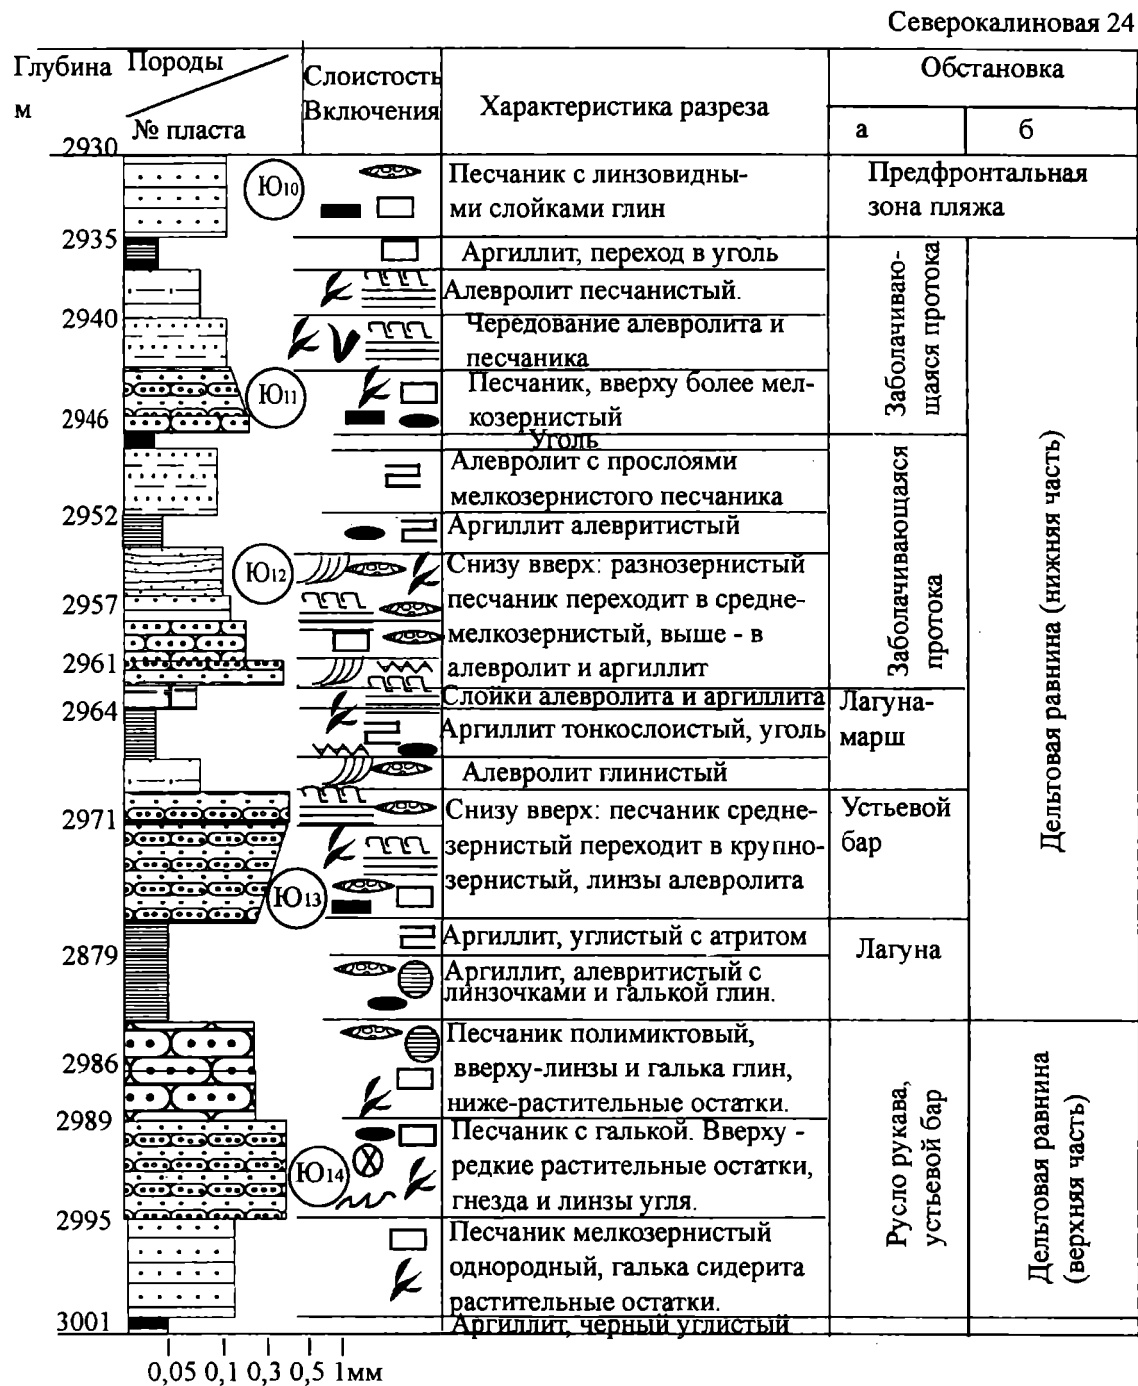 Северокалиновая 24
Глубина
м
Породы
№ пласта
Слоистость
Включения
Характеристика разреза
Обстановка
а
б
2930
Ю10
Песчаник с линзовидны-
ми слойками глин
Предфронтальная
зона пляжа
2935
Аргиллит, переход в уголь
Алевролит песчанистый.
2940
Чередование алевролита и
песчаника
Ю11
Песчаник, вверху более мел-
козернистый
2946
Заболачиваю-
щаяся протока
Уголь
Алевролит с прослоями
мелкозернистого песчаника
2952
Аргиллит алевритистый
Ю12
Снизу вверх: разнозернистый
2957
песчаник переходит в средне-
мелкозернистый, выше - в
2961
алевролит и аргиллит
Заболачивающаяся
протока
Слойки алевролита и аргиллита
2964
Аргиллит тонкослоистый, уголь
Лагуна-
марш
Алевролит глинистый
2971
Снизу вверх: песчаник средне-
зернистый переходит в крупно-
зернистый, линзы алевролита
Ю13
Устьевой
бар
Аргиллит, углистый с атритом
2879
Аргиллит, алевритистый с
линзочками и галькой глин.
Лагуна
Дельтовая равнина (нижняя часть)
Песчаник полимиктовый,
2986
вверху-линзы и галька глин,
ниже-растительные остатки.
2989
Песчаник с галькой. Вверху -
редкие растительные остатки,
гнезда и линзы угля.
Ю14
2995
Песчаник мелкозернистый
однородный, галька сидерита
растительные остатки.
Русло рукава,
устьевой бар
Дельтовая равнина
(верхняя часть)
3001
Аргиллит, черный углистый
0,05 0,1 0,3 0,5 1мм